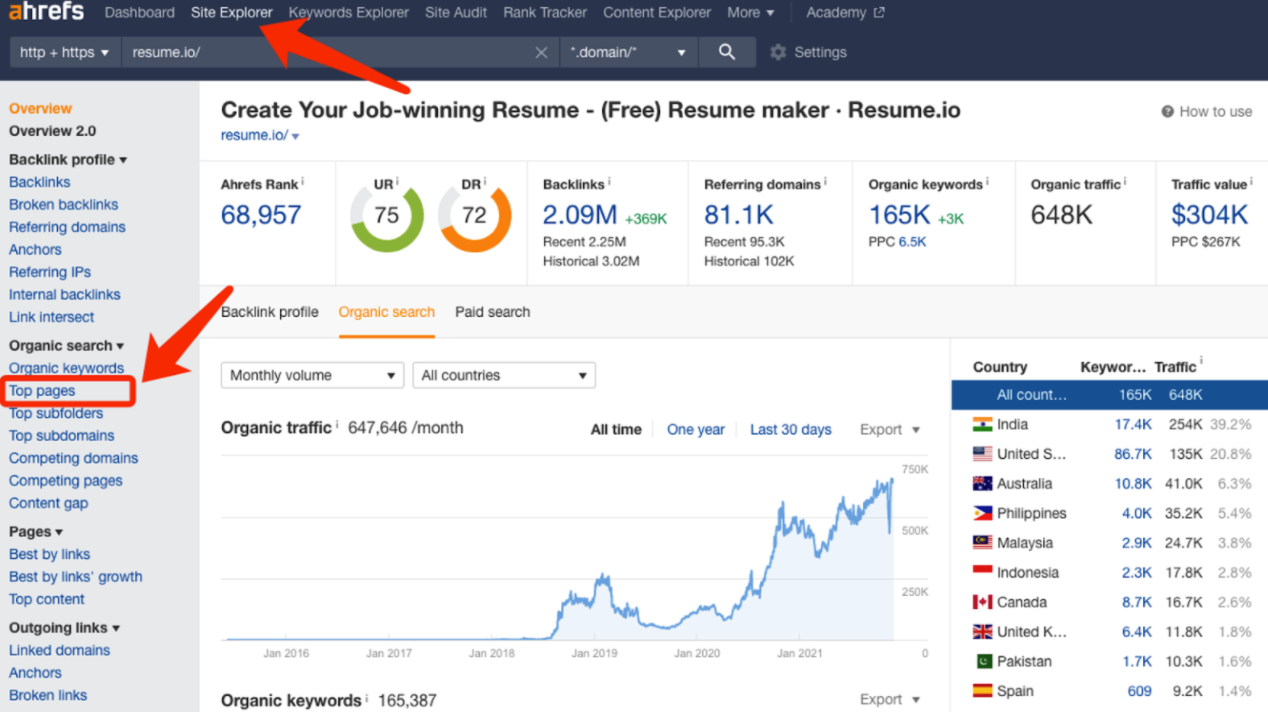 ahrefs Dashboard Site Explorer Keywords Explorer Site Audit Rank Tracker Content Explorer More Academy
http + https resume.io/ *.domain/* Settings
Overview
Overview 2.0
Backlink profile
Backlinks
Broken backlinks
Referring domains
Anchors
Referring IPs
Internal backlinks
Link intersect
Organic search
Organic keywords
Top pages
Top subfolders
Top subdomains
Competing domains
Competing pages
Content gap
Pages
Best by links
Best by links' growth
Top content
Outgoing links
Linked domains
Anchors
Broken links
Create Your Job-winning Resume - (Free) Resume maker · Resume.io
How to use
resume.io/
Ahrefs Rank i
68,957
UR i
75
DR i
72
Backlinks i
2.09M +369K
Recent 2.25M
Historical 3.02M
Referring domains i
81.1K
Recent 95.3K
Historical 102K
Organic keywords i
165K +3K
PPC 6.5K
Organic traffic i
648K
Traffic value i
$304K
PPC $267K
Backlink profile Organic search Paid search
Monthly volume All countries
Organic traffic i 647,646 /month All time One year Last 30 days Export
750K
500K
250K
0
Jan 2016 Jan 2017 Jan 2018 Jan 2019 Jan 2020 Jan 2021
Organic keywords i 165,387 Export
Country Keywor... Traffic i
All count... 165K 648K
India 17.4K 254K 39.2%
United S... 86.7K 135K 20.8%
Australia 10.8K 41.0K 6.3%
Philippines 4.0K 35.2K 5.4%
Malaysia 2.9K 24.7K 3.8%
Indonesia 2.3K 17.8K 2.8%
Canada 8.7K 16.7K 2.6%
United K... 6.4K 11.8K 1.8%
Pakistan 1.7K 10.3K 1.6%
Spain 609 9.2K 1.4%